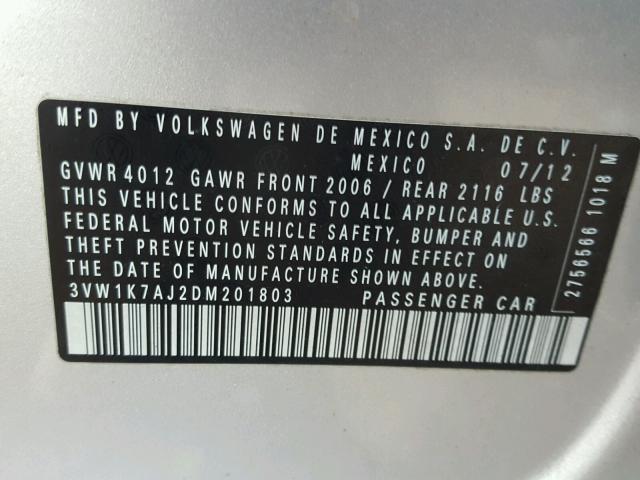 MFD BY VOLKSWAGEN DE MEXICO S.A. DE C.V.
MEXICO 07/12
GVWR 4012 GAWR FRONT 2006 / REAR 2116 LBS
THIS VEHICLE CONFORMS TO ALL APPLICABLE U.S.
FEDERAL MOTOR VEHICLE SAFETY, BUMPER AND
THEFT PREVENTION STANDARDS IN EFFECT ON
THE DATE OF MANUFACTURE SHOWN ABOVE.
3VW1K7AJ2DM201803 PASSENGER CAR
2756566 1018 M